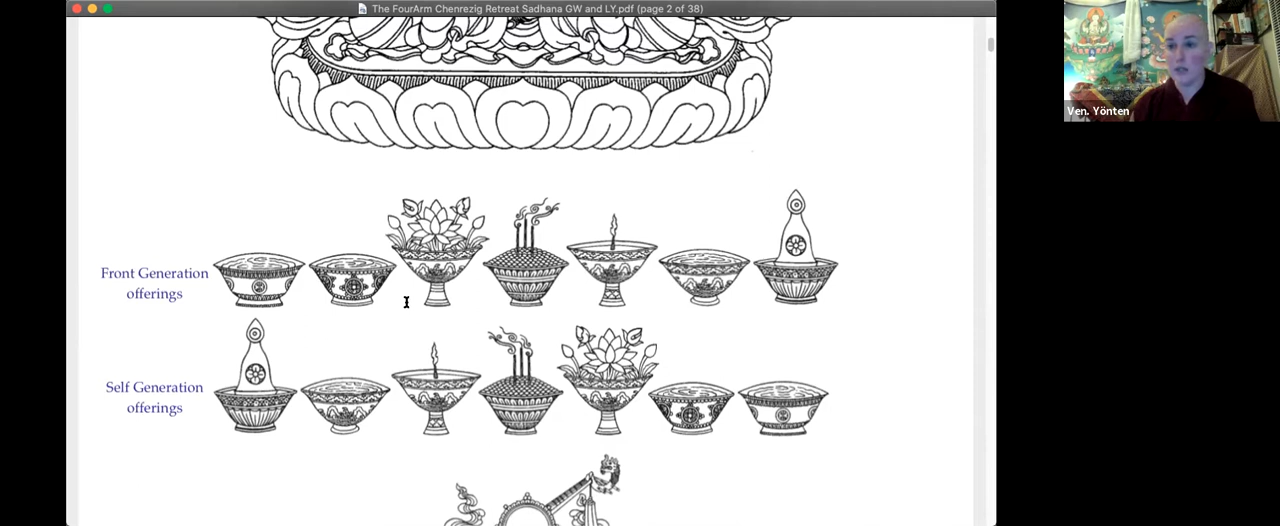 The FourArm Chenrezig Retreat Sadhana GW and LY.pdf (page 2 of 38)
Ven. Yönten
Front Generation
offerings
Self Generation
offerings